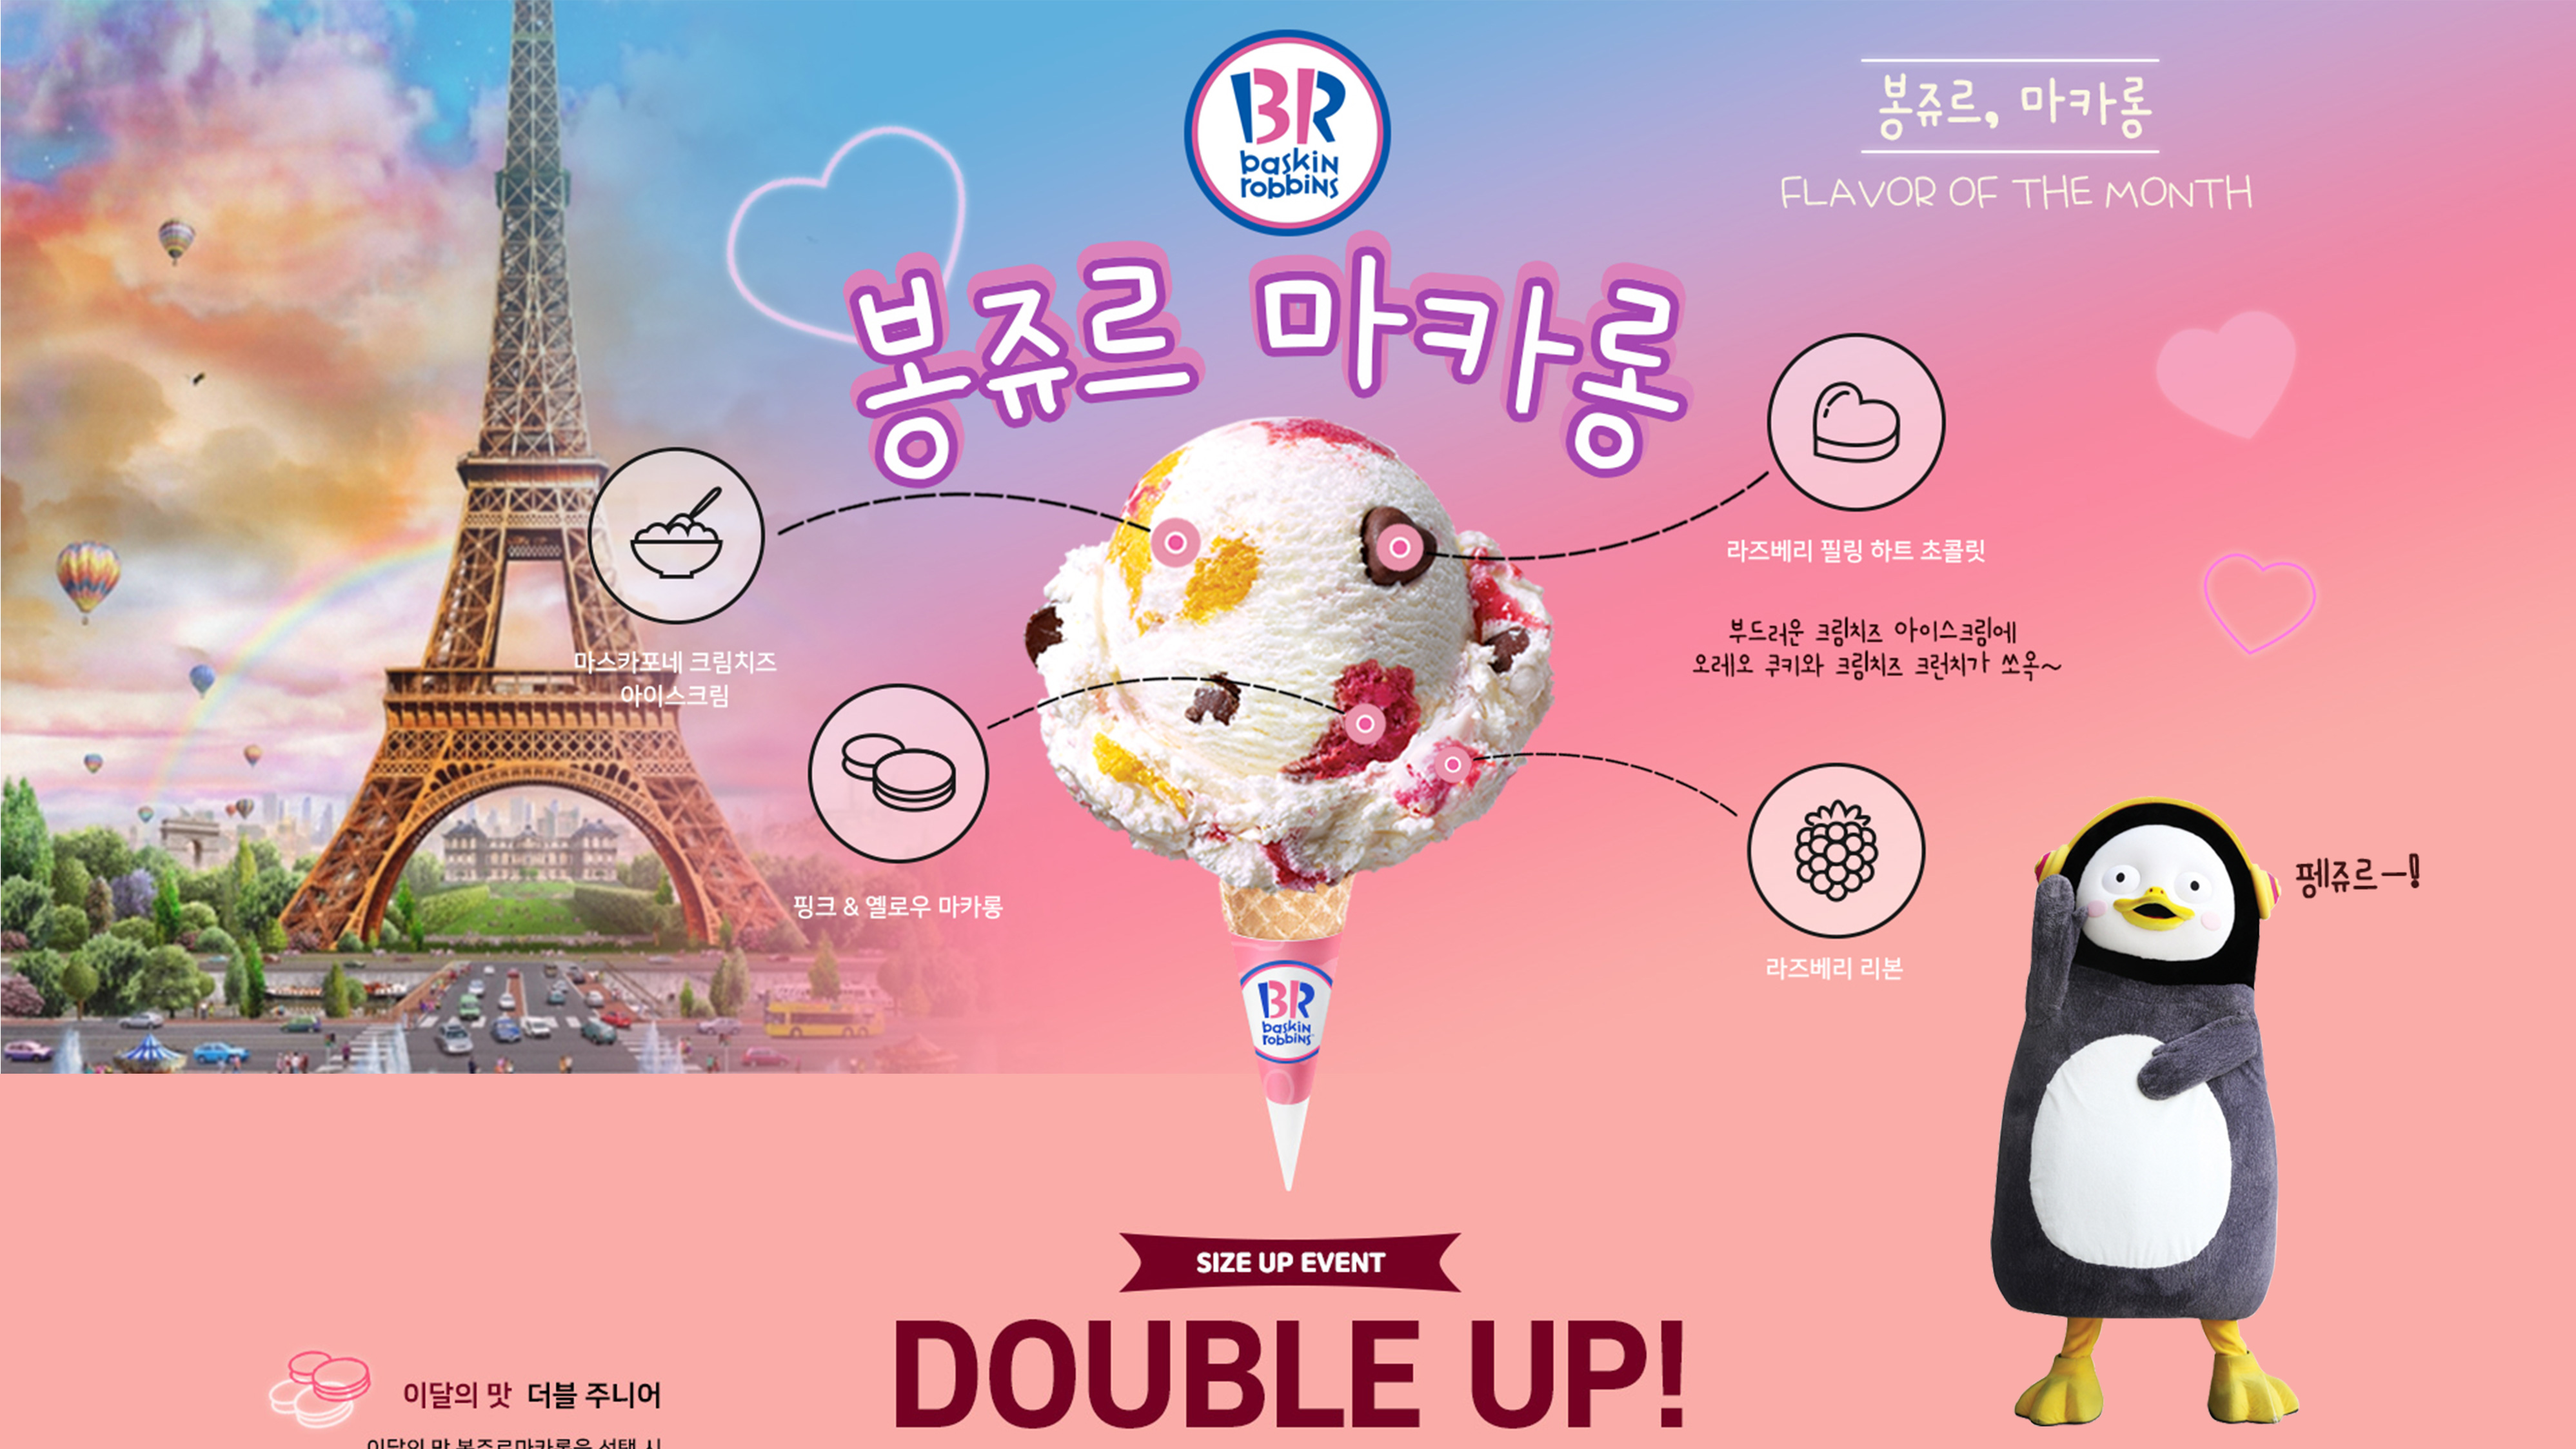 BR
baskin
robbins
봉쥬르, 마카롱
FLAVOR OF THE MONTH
봉쥬르 마카롱
라즈베리 필링 하트 초콜릿
부드러운 크림치즈 아이스크림에
오레오 쿠키와 크림치즈 크런치가 쏘옥~
마스카포네 크림치즈
아이스크림
핑크 & 옐로우 마카롱
펭쥬르-!
라즈베리 리본
BR
baskin
robbins
SIZE UP EVENT
DOUBLE UP!
이달의 맛 더블 주니어